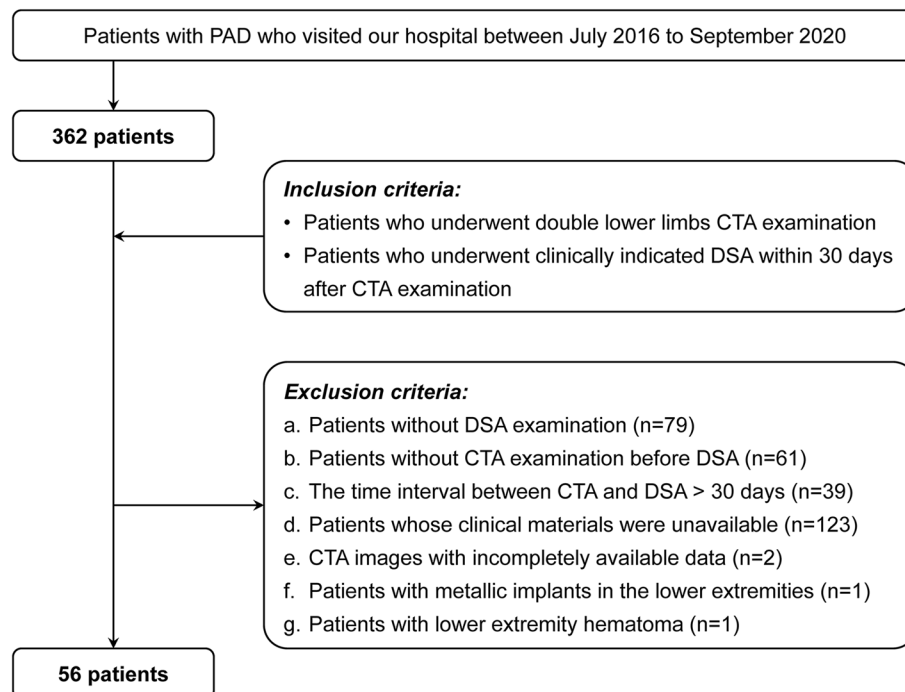 Patients with PAD who visited our hospital between July 2016 to September 2020
362 patients
Inclusion criteria:
• Patients who underwent double lower limbs CTA examination
• Patients who underwent clinically indicated DSA within 30 days
after CTA examination
Exclusion criteria:
a. Patients without DSA examination (n=79)
b. Patients without CTA examination before DSA (n=61)
c. The time interval between CTA and DSA > 30 days (n=39)
d. Patients whose clinical materials were unavailable (n=123)
e. CTA images with incompletely available data (n=2)
f. Patients with metallic implants in the lower extremities (n=1)
g. Patients with lower extremity hematoma (n=1)
56 patients